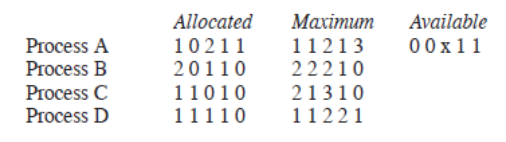 Allocated Maximum Available
Process A 1 0 2 1 1 1 1 2 1 3 0 0 x 1 1
Process B 2 0 1 1 0 2 2 2 1 0
Process C 1 1 0 1 0 2 1 3 1 0
Process D 1 1 1 1 0 1 1 2 2 1